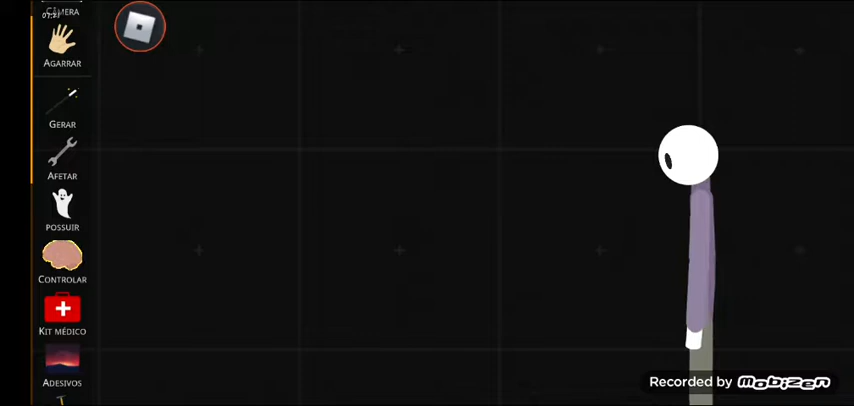 CÂMERA
AGARRAR
GERAR
AFETAR
POSSUIR
CONTROLAR
KIT MÉDICO
ADESIVOS
Recorded by mobizen